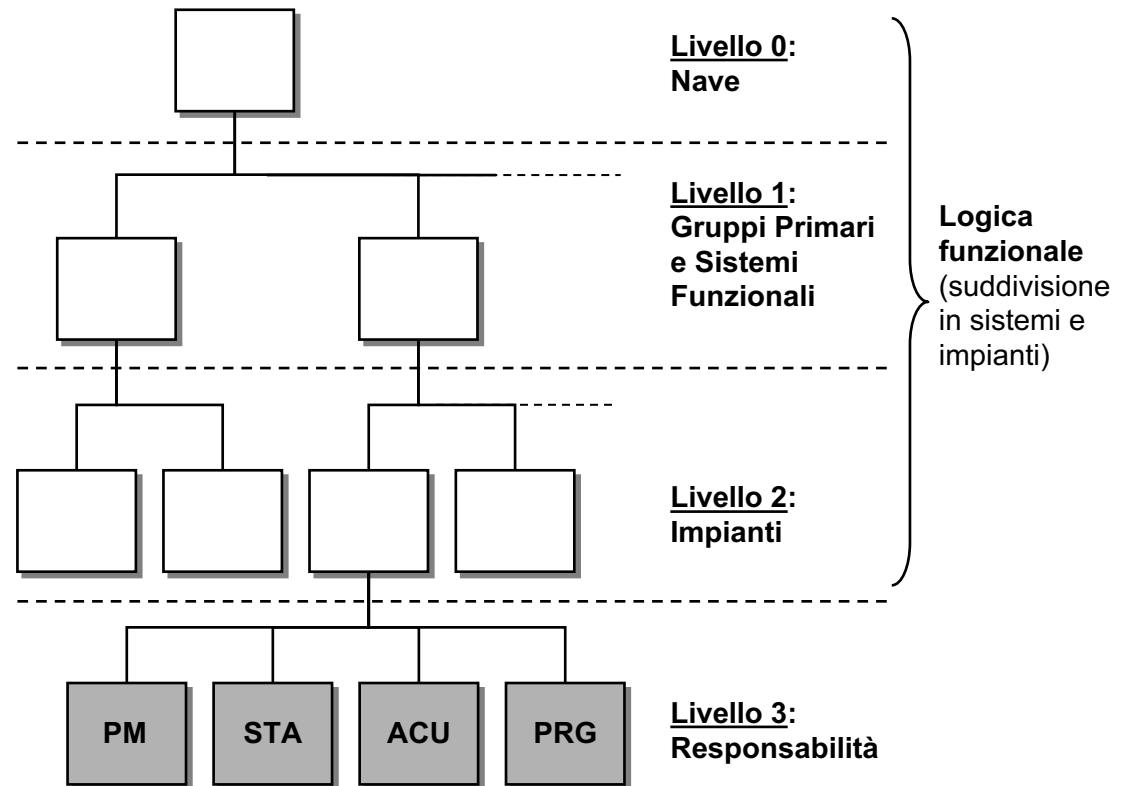 Livello 0:
Nave
Livello 1:
Gruppi Primari
e Sistemi
Funzionali
Logica
funzionale
(suddivisione
in sistemi e
impianti)
Livello 2:
Impianti
PM
STA
ACU
PRG
Livello 3:
Responsabilità